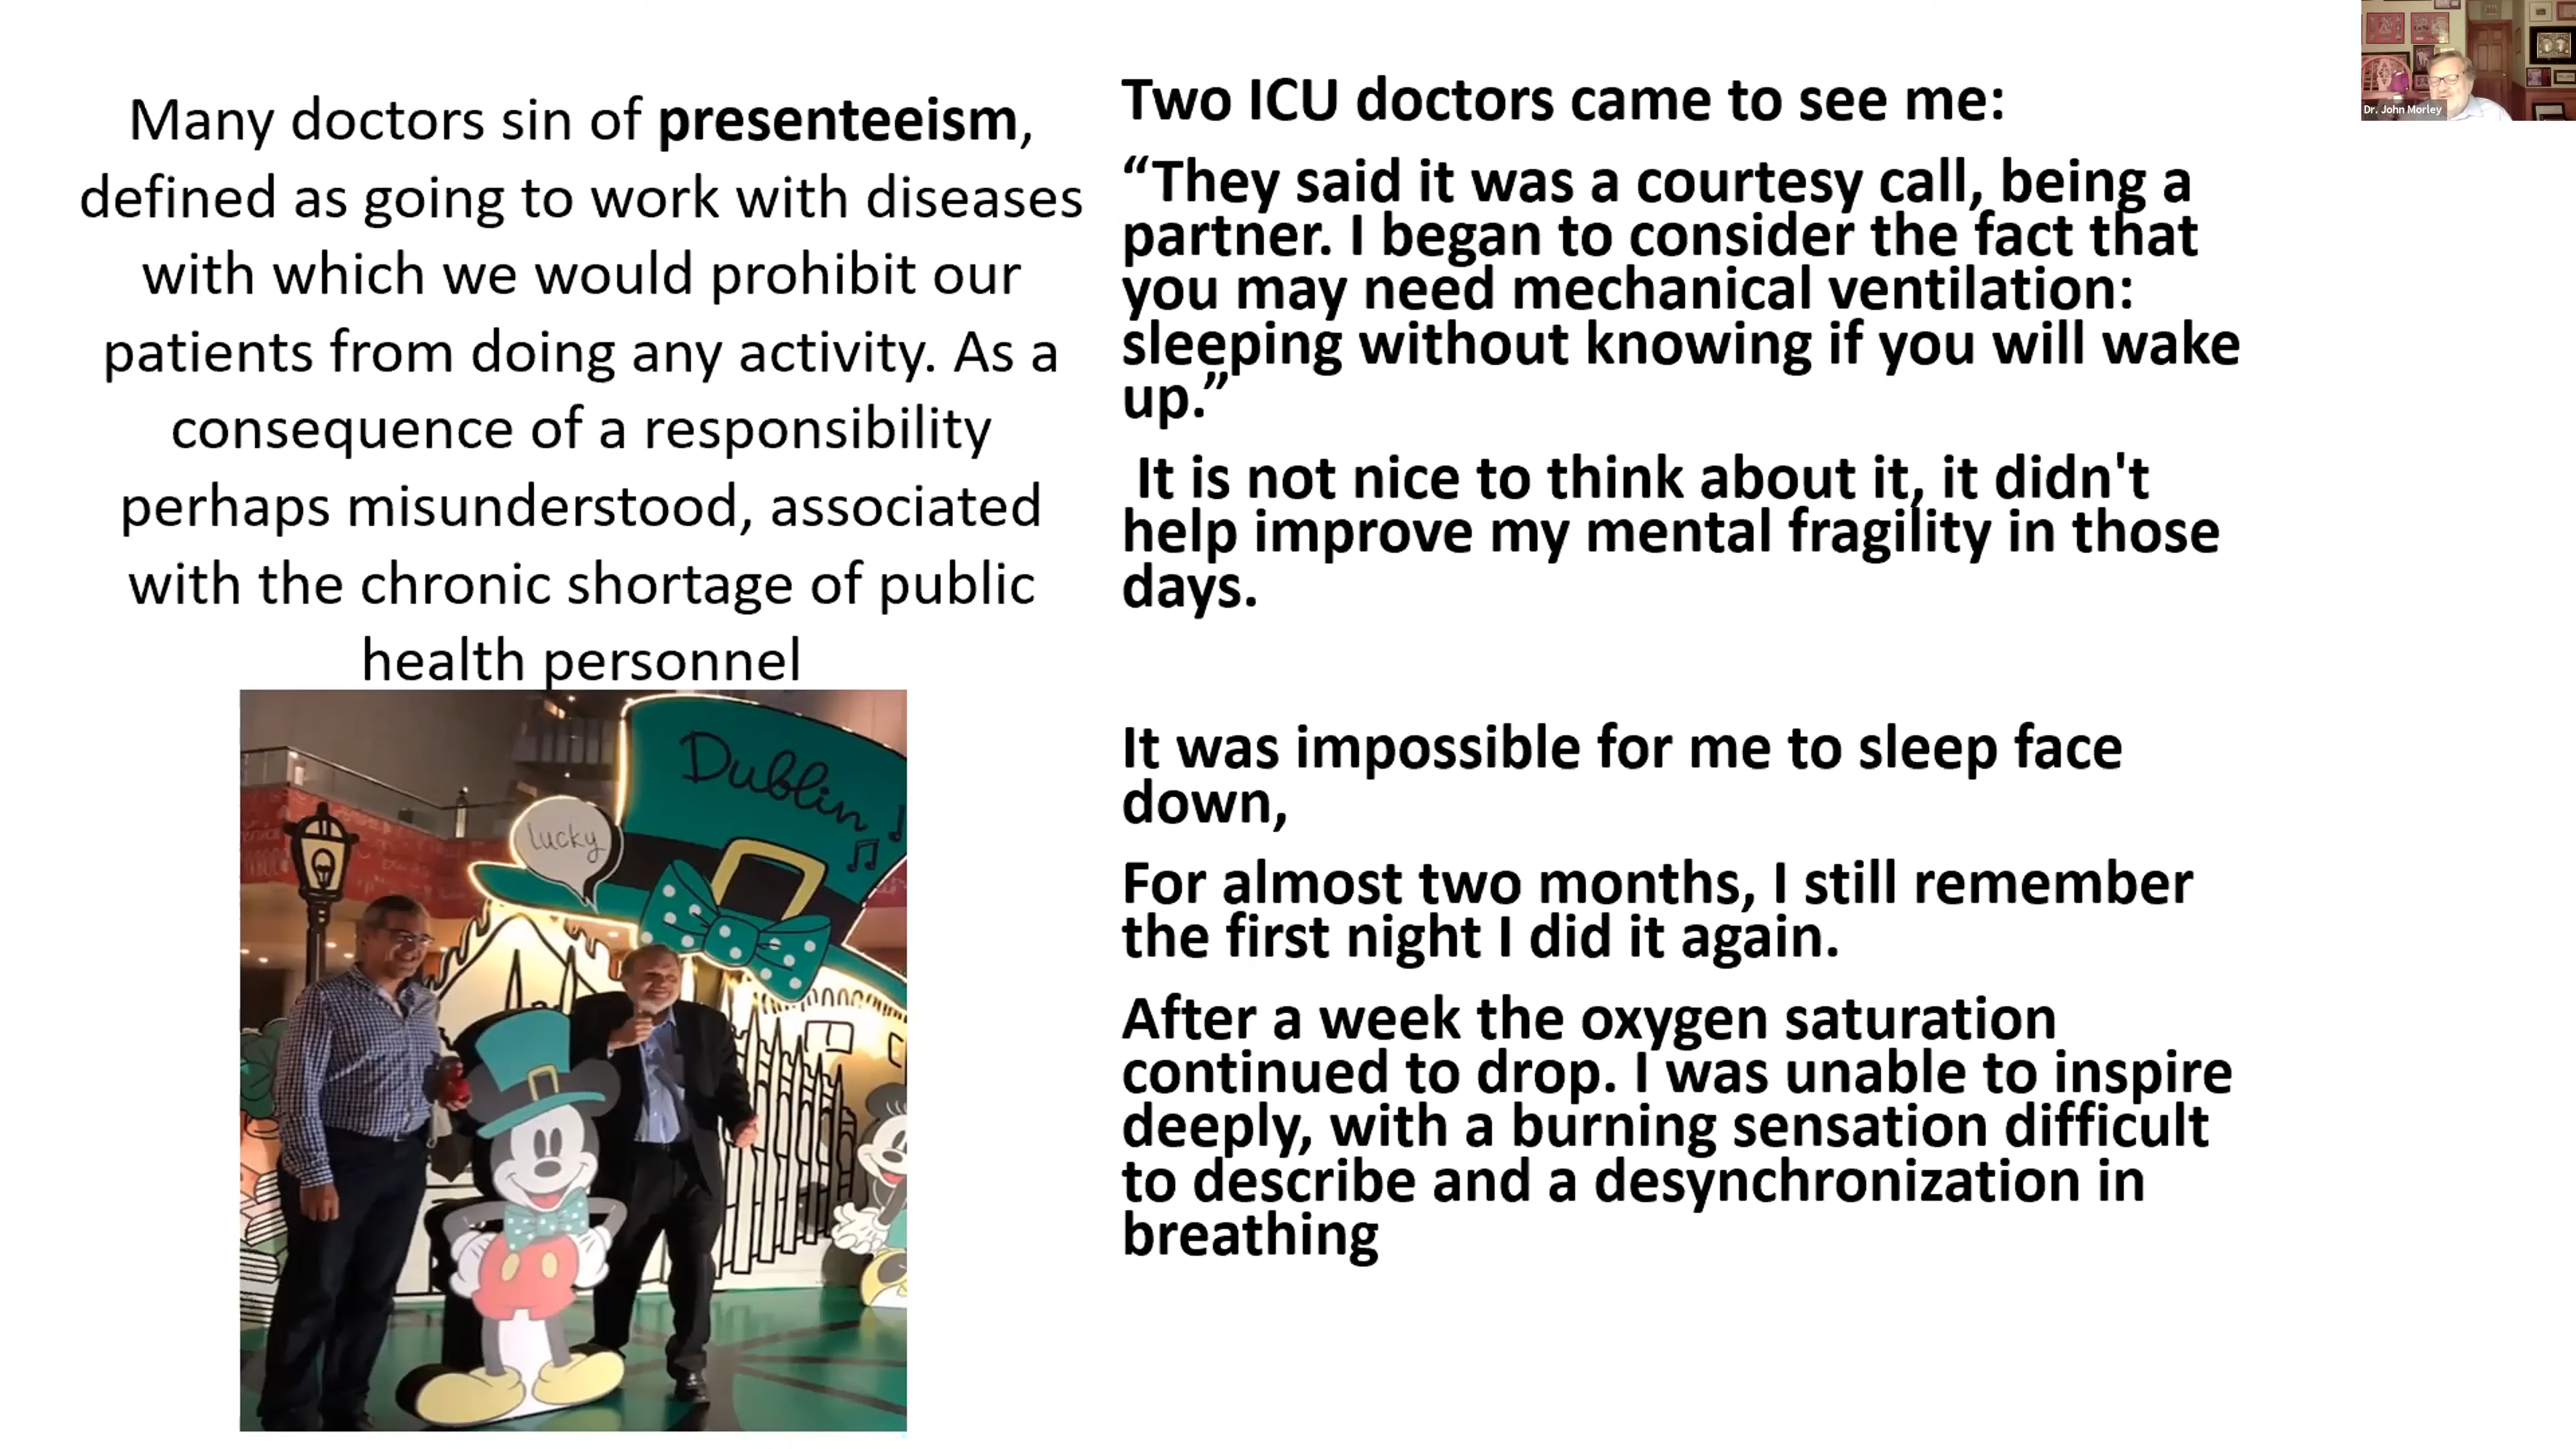 Many doctors sin of presenteeism,
defined as going to work with diseases
with which we would prohibit our
patients from doing any activity. As a
consequence of a responsibility
perhaps misunderstood, associated
with the chronic shortage of public
health personnel
Dublin
lucky
Two ICU doctors came to see me:
“They said it was a courtesy call, being a
partner. I began to consider the fact that
you may need mechanical ventilation:
sleeping without knowing if you will wake
up.”
It is not nice to think about it, it didn't
help improve my mental fragility in those
days.
It was impossible for me to sleep face
down,
For almost two months, I still remember
the first night I did it again.
After a week the oxygen saturation
continued to drop. I was unable to inspire
deeply, with a burning sensation difficult
to describe and a desynchronization in
breathing
Dr. John Morley